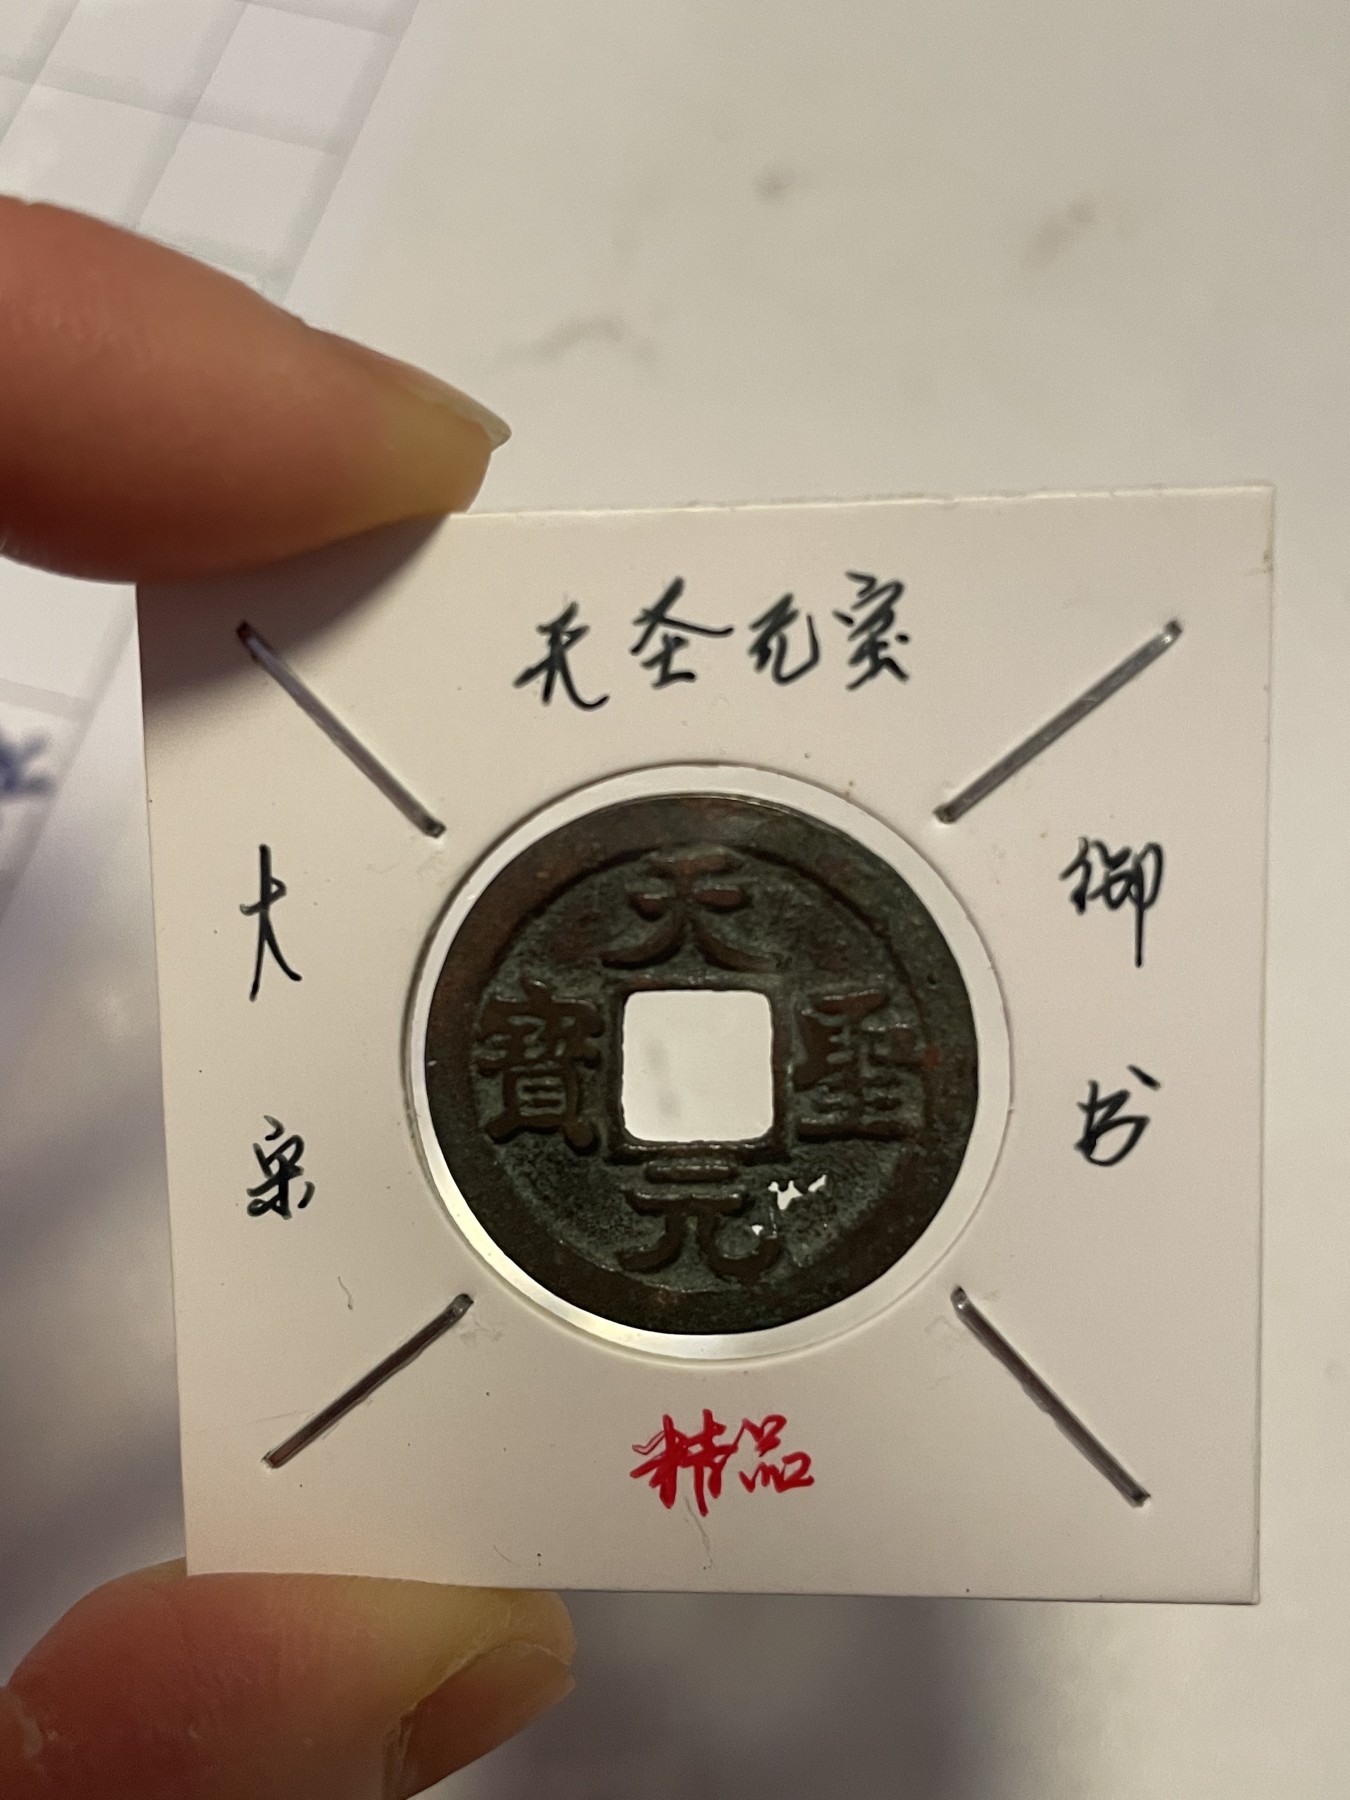 天圣元宝
大宋
御书
天聖元寶
精品